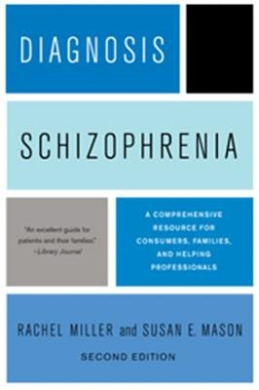 DIAGNOSIS
SCHIZOPHRENIA
"An excellent guide for
patients and their families."
—Library Journal
A COMPREHENSIVE
RESOURCE FOR
CONSUMERS, FAMILIES,
AND HELPING
PROFESSIONALS
RACHEL MILLER and SUSAN E. MASON
SECOND EDITION